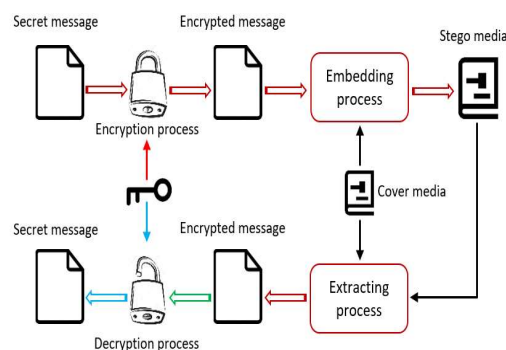 Secret message
Encrypted message
Stego media
Embedding
process
Encryption process
Cover media
Secret message
Encrypted message
Extracting
process
Decryption process